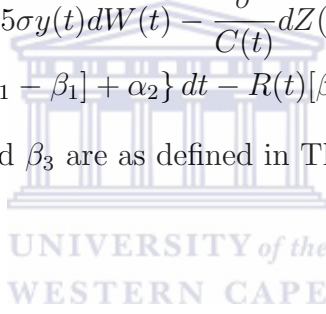 5σy(t)dW(t) − —/C(t) dZ(
1 − β₁] + α₂} dt − R(t)[β
d β₃ are as defined in Th
UNIVERSITY of the
WESTERN CAPE